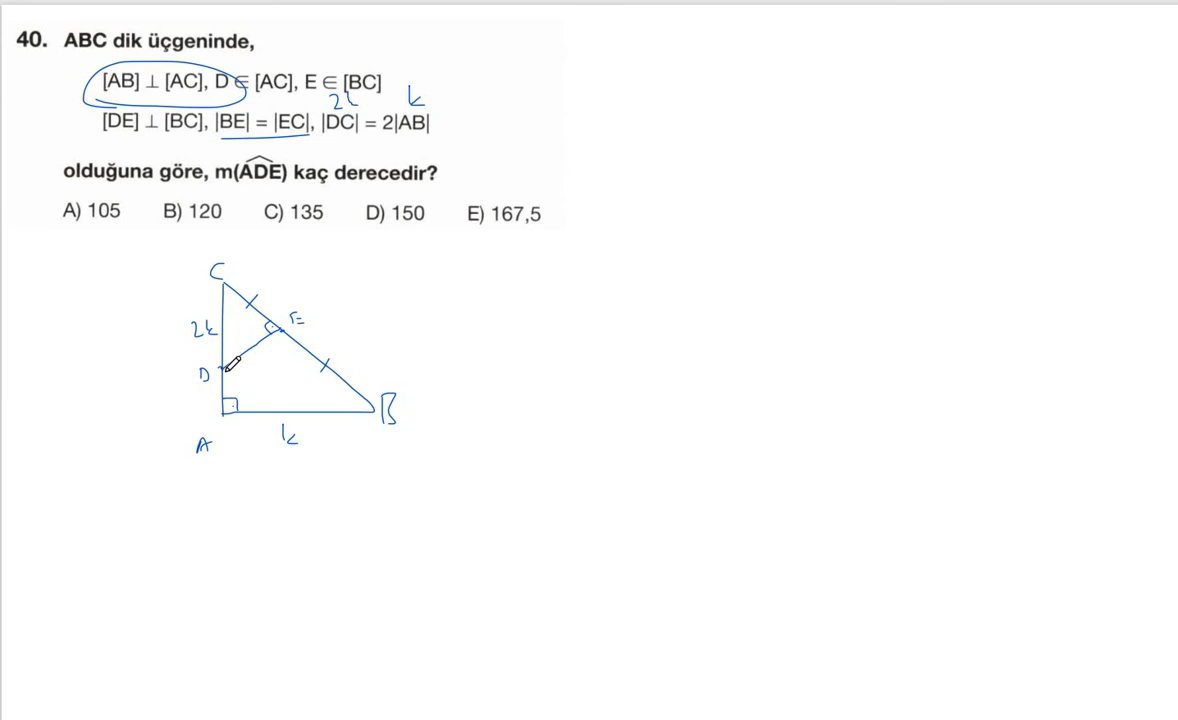 40. ABC dik üçgeninde,
[AB] ⊥ [AC], D ∈ [AC], E ∈ [BC]
2k k
[DE] ⊥ [BC], |BE| = |EC|, |DC| = 2|AB|
olduğuna göre, m(ADE) kaç derecedir?
A) 105 B) 120 C) 135 D) 150 E) 167,5
C
E
2k
D
B
k
A